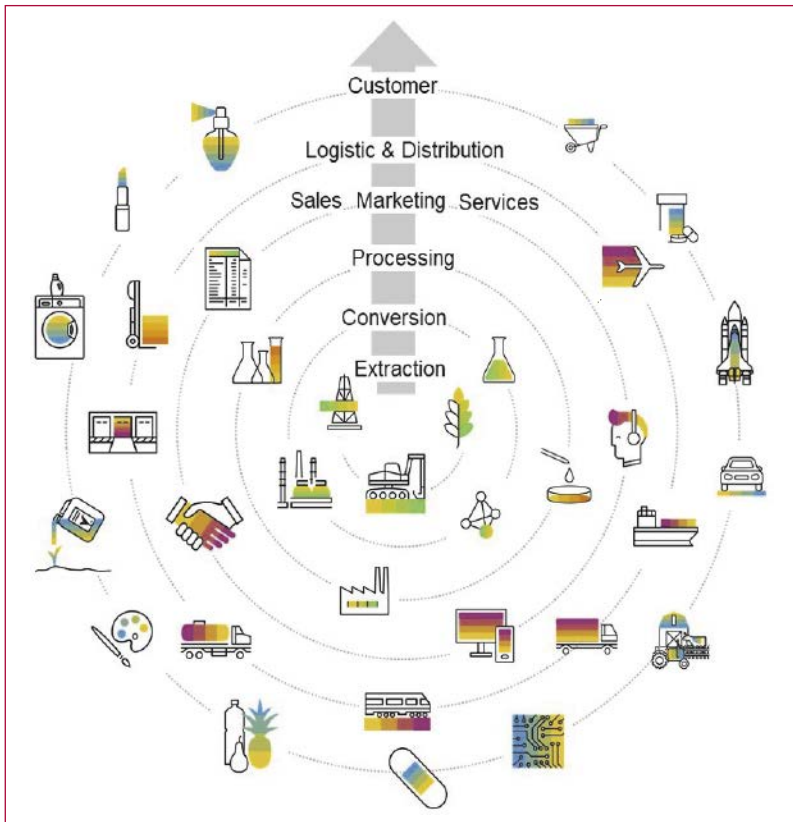 Customer
Logistic & Distribution
Sales Marketing Services
Processing
Conversion
Extraction